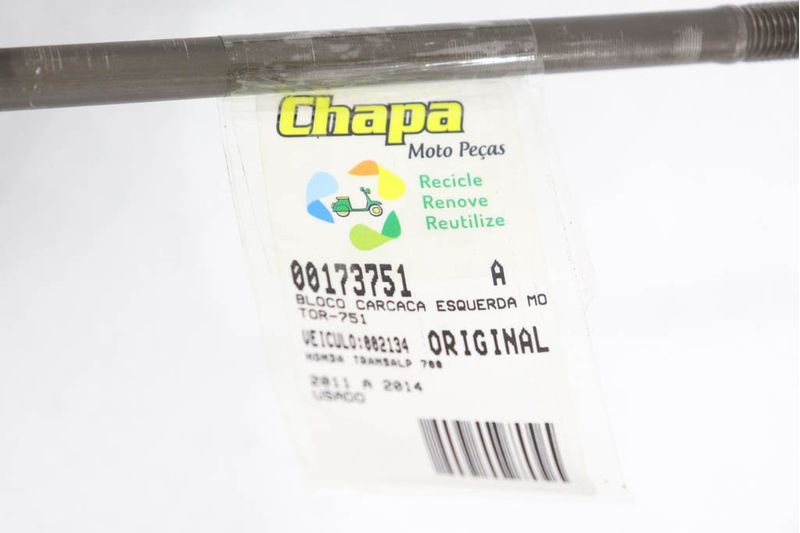 Chapa
Moto Peças
Recicle
Renove
Reutilize
00173751 A
BLOCO CARCACA ESQUERDA MO
TOR-751
VEICULO:002134 ORIGINAL
HONDA TRANSALP 700
2011 A 2014
USADO